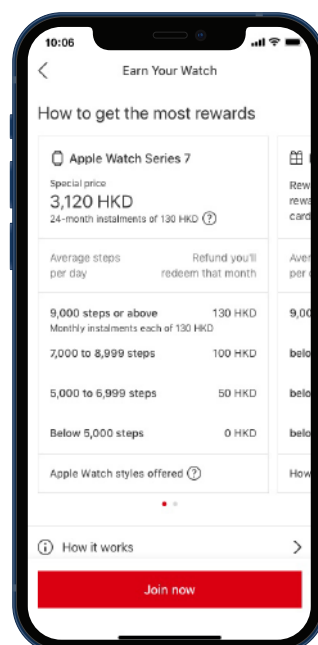 10:06
Earn Your Watch
How to get the most rewards
Apple Watch Series 7
Special price
3,120 HKD
24-month instalments of 130 HKD ?
Average steps per day
Refund you'll redeem that month
9,000 steps or above 130 HKD
Monthly instalments each of 130 HKD
7,000 to 8,999 steps 100 HKD
5,000 to 6,999 steps 50 HKD
Below 5,000 steps 0 HKD
Apple Watch styles offered ?
Rew
rewa
card
Aver
per
9,00
belo
belo
belo
How
How it works
Join now